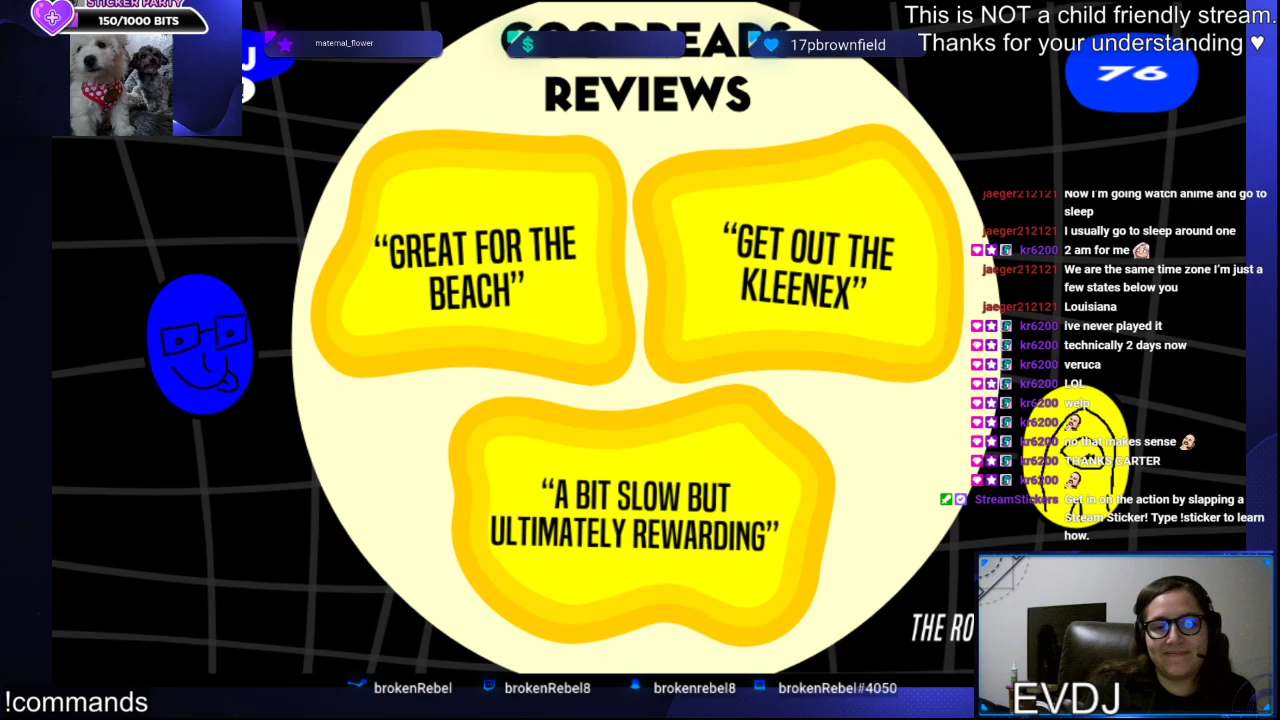 STICKER PARTY
150/1000 BITS
maternal_flower
17pbrownfield
This is NOT a child friendly stream.
Thanks for your understanding ♥
GOODREADS
REVIEWS
76
"GREAT FOR THE
BEACH"
"GET OUT THE
KLEENEX"
"A BIT SLOW BUT
ULTIMATELY REWARDING"
jaeger212121 Now I'm going watch anime and go to
sleep
jaeger212121 I usually go to sleep around one
kr6200 2 am for me
jaeger212121 We are the same time zone I'm just a
few states below you
jaeger212121 Louisiana
kr6200 ive never played it
kr6200 technically 2 days now
kr6200 veruca
kr6200 LOL
kr6200 welp
kr6200
kr6200 no that makes sense
kr6200 THANKS CARTER
kr6200
StreamStickers Get in on the action by slapping a
Stream Sticker! Type !sticker to learn
how.
THE RO
EVDJ
brokenRebel
brokenRebel8
brokenrebel8
brokenRebel#4050
!commands